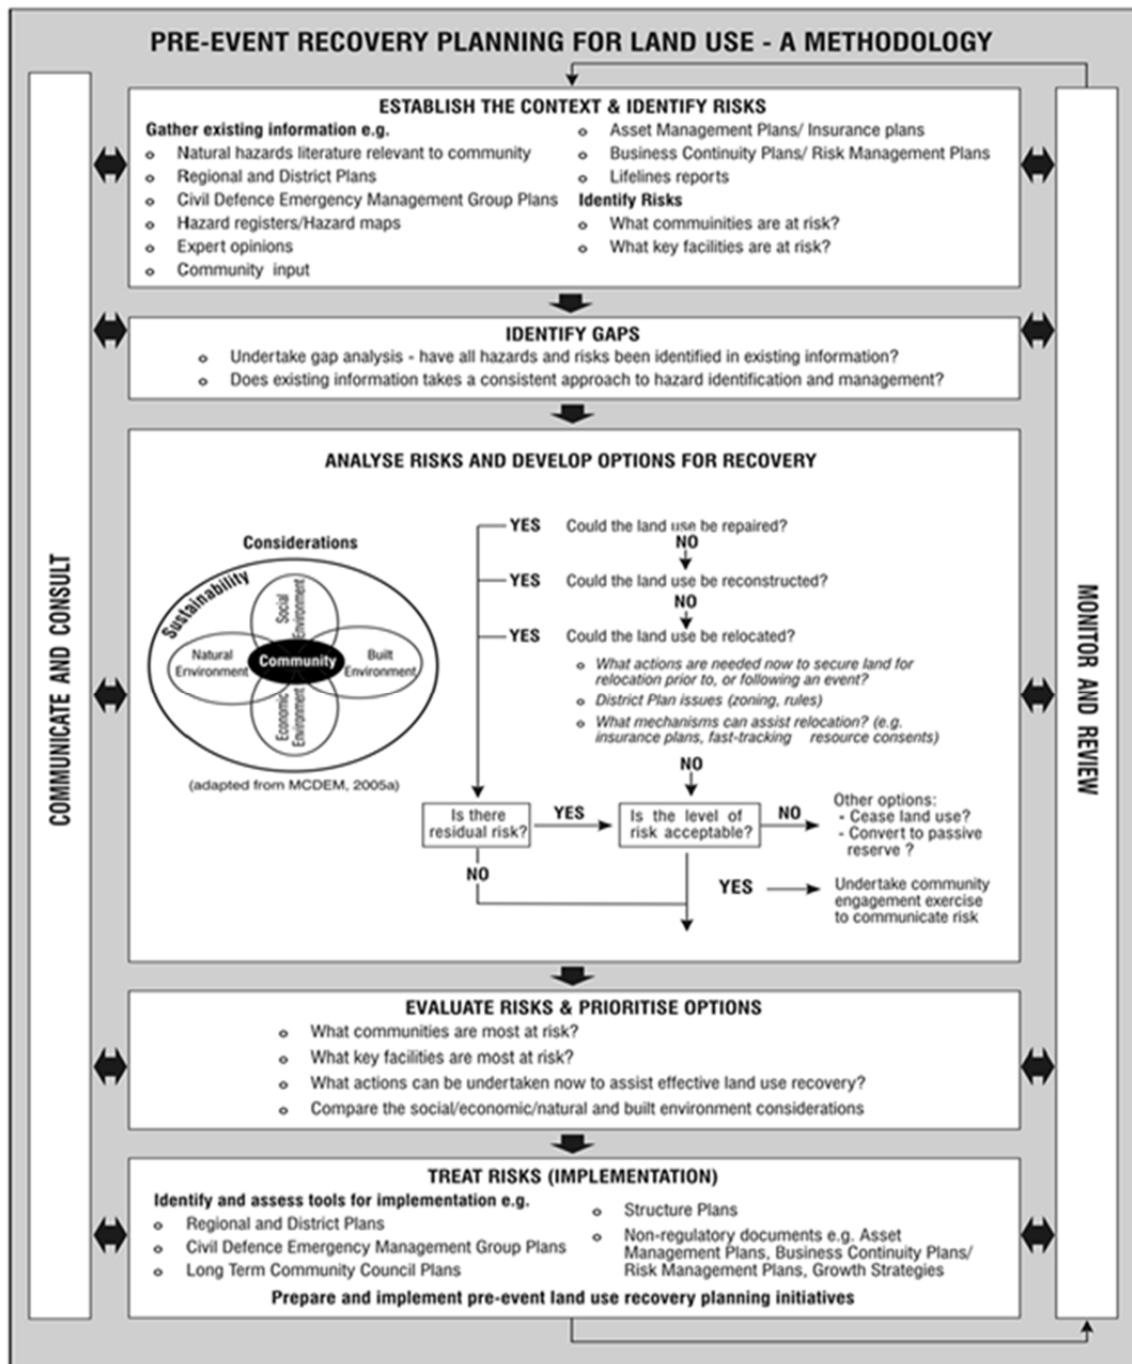 PRE-EVENT RECOVERY PLANNING FOR LAND USE - A METHODOLOGY
COMMUNICATE AND CONSULT
ESTABLISH THE CONTEXT & IDENTIFY RISKS
Gather existing information e.g.
o Natural hazards literature relevant to community
o Regional and District Plans
o Civil Defence Emergency Management Group Plans
o Hazard registers/Hazard maps
o Expert opinions
o Community input
o Asset Management Plans/ Insurance plans
o Business Continuity Plans/ Risk Management Plans
o Lifelines reports
Identify Risks
o What commuinities are at risk?
o What key facilities are at risk?
IDENTIFY GAPS
o Undertake gap analysis - have all hazards and risks been identified in existing information?
o Does existing information takes a consistent approach to hazard identification and management?
ANALYSE RISKS AND DEVELOP OPTIONS FOR RECOVERY
Considerations
Sustainability
Social
Environment
Natural
Environment
Community
Built
Environment
Economic
Environment
(adapted from MCDEM, 2005a)
YES Could the land use be repaired?
NO
YES Could the land use be reconstructed?
NO
YES Could the land use be relocated?
o What actions are needed now to secure land for
relocation prior to, or following an event?
o District Plan issues (zoning, rules)
o What mechanisms can assist relocation? (e.g.
insurance plans, fast-tracking resource consents)
NO
Is there
residual risk?
YES
Is the level of
risk acceptable?
NO
Other options:
- Cease land use?
- Convert to passive
reserve ?
NO
YES
Undertake community
engagement exercise
to communicate risk
EVALUATE RISKS & PRIORITISE OPTIONS
o What communities are most at risk?
o What key facilities are most at risk?
o What actions can be undertaken now to assist effective land use recovery?
o Compare the social/economic/natural and built environment considerations
TREAT RISKS (IMPLEMENTATION)
Identify and assess tools for implementation e.g.
o Regional and District Plans
o Civil Defence Emergency Management Group Plans
o Long Term Community Council Plans
o Structure Plans
o Non-regulatory documents e.g. Asset
Management Plans, Business Continuity Plans/
Risk Management Plans, Growth Strategies
Prepare and implement pre-event land use recovery planning initiatives
MONITOR AND REVIEW